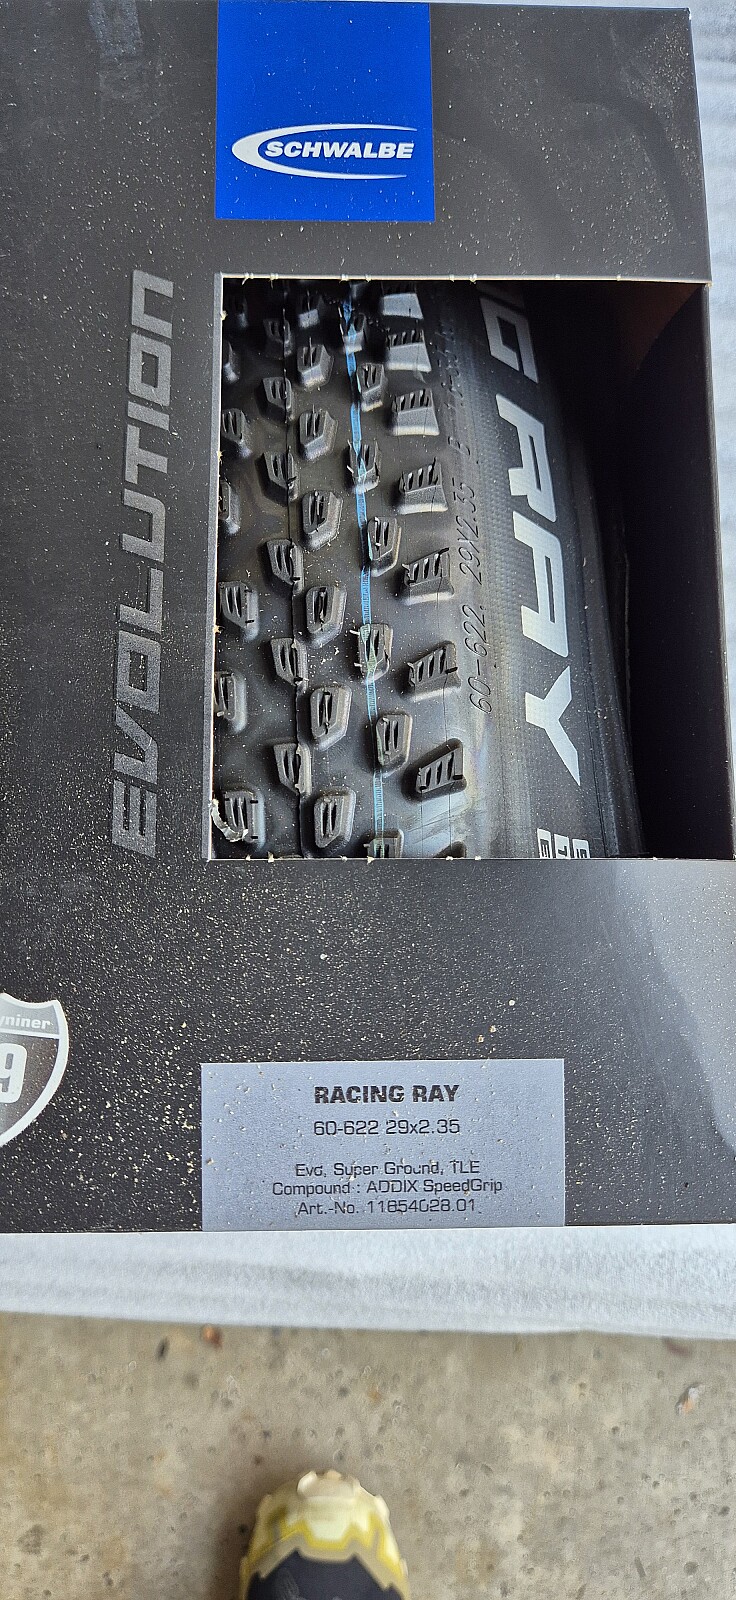 SCHWALBE
EVOLUTION
RAY
60-622 29X2.35
9
RACING RAY
60-622 29x2.35
Evo, Super Ground, TLE
Compound : ADDIX SpeedGrip
Art.-No. 11654028.01